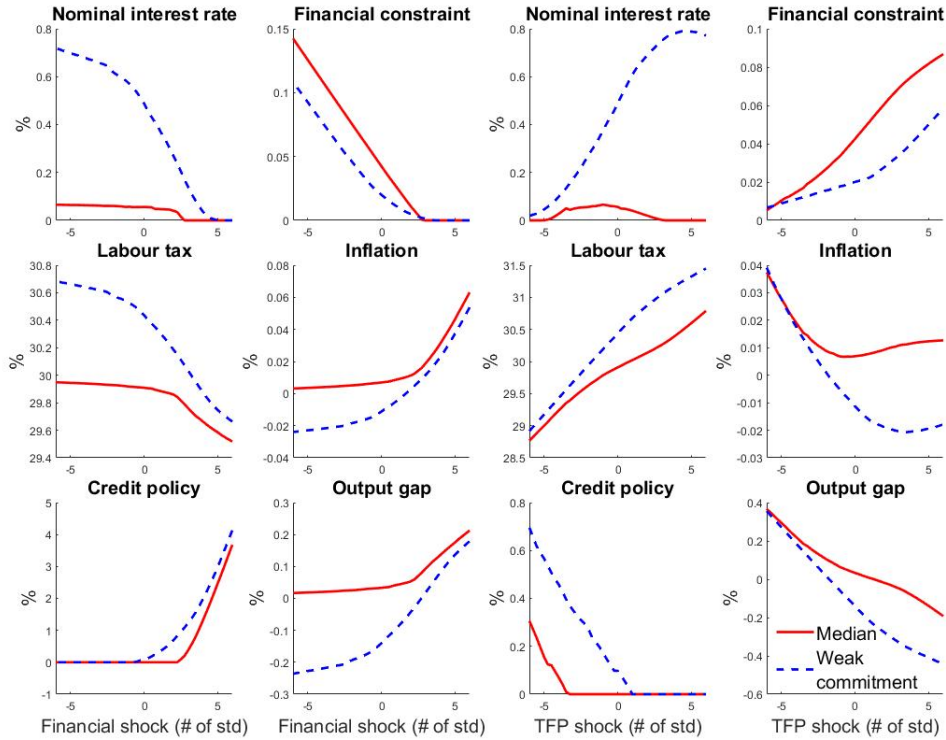 Nominal interest rate
%
0.8
0.6
0.4
0.2
0
-5 0 5
Financial constraint
0.15
0.1
0.05
0
-5 0 5
Nominal interest rate
%
0.8
0.6
0.4
0.2
0
-5 0 5
Financial constraint
%
0.1
0.08
0.06
0.04
0.02
0
-5 0 5
Labour tax
%
30.8
30.6
30.4
30.2
30
29.8
29.6
29.4
-5 0 5
Inflation
%
0.08
0.06
0.04
0.02
0
-0.02
-0.04
-5 0 5
Labour tax
%
31.5
31
30.5
30
29.5
29
28.5
-5 0 5
Inflation
%
0.04
0.03
0.02
0.01
0
-0.01
-0.02
-0.03
-5 0 5
Credit policy
%
5
4
3
2
1
0
-1
-5 0 5
Financial shock (# of std)
Output gap
%
0.3
0.2
0.1
0
-0.1
-0.2
-0.3
-5 0 5
Financial shock (# of std)
Credit policy
%
0.8
0.6
0.4
0.2
0
-5 0 5
TFP shock (# of std)
Output gap
%
0.4
0.2
0
-0.2
-0.4
-0.6
-5 0 5
TFP shock (# of std)
Median
Weak
commitment